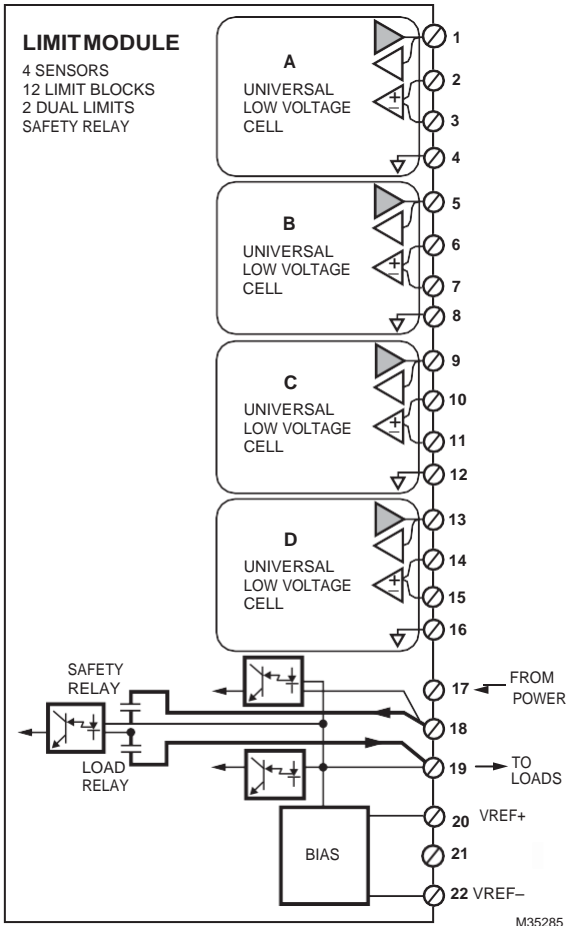 LIMIT MODULE
4 SENSORS
12 LIMIT BLOCKS
2 DUAL LIMITS
SAFETY RELAY
A
UNIVERSAL
LOW VOLTAGE
CELL
+
–
1
2
3
4
B
UNIVERSAL
LOW VOLTAGE
CELL
+
–
5
6
7
8
C
UNIVERSAL
LOW VOLTAGE
CELL
+
–
9
10
11
12
D
UNIVERSAL
LOW VOLTAGE
CELL
+
–
13
14
15
16
SAFETY
RELAY
LOAD
RELAY
17
FROM
POWER
18
19
TO
LOADS
BIAS
20 VREF+
21
22 VREF–
M35285